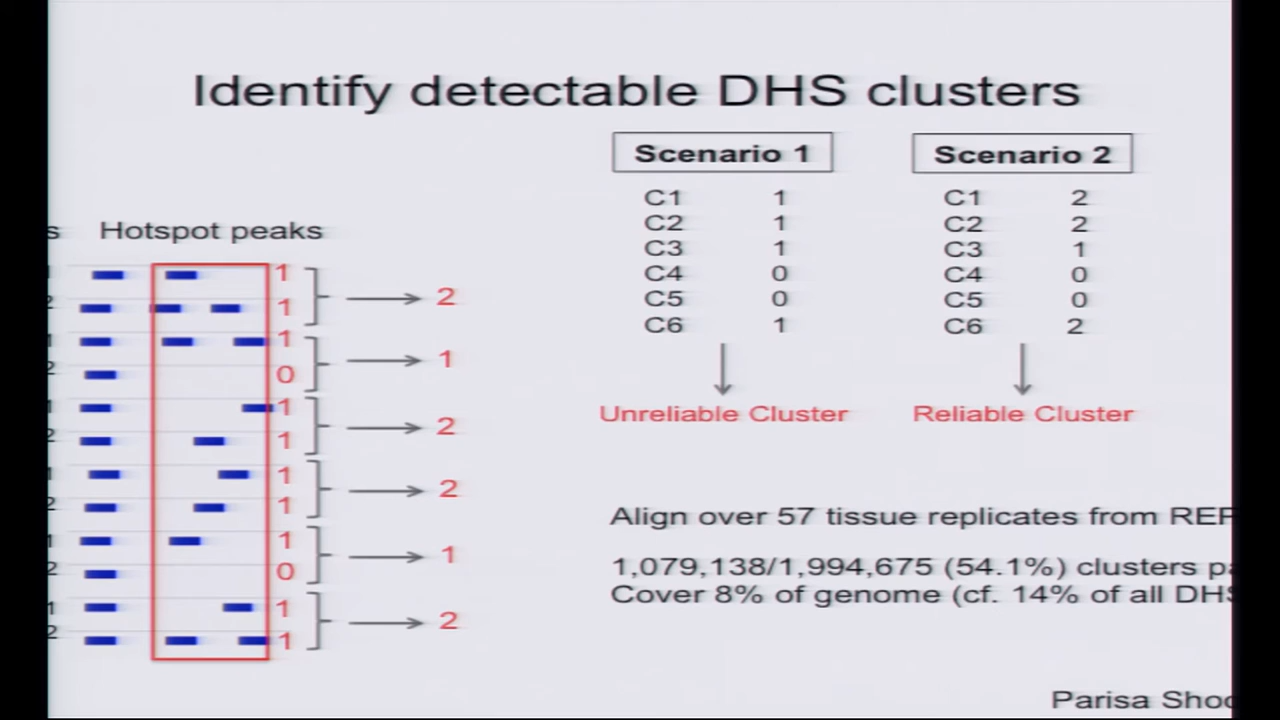 Identify detectable DHS clusters
Scenario 1
C1 1
C2 1
C3 1
C4 0
C5 0
C6 1
Unreliable Cluster
Scenario 2
C1 2
C2 2
C3 1
C4 0
C5 0
C6 2
Reliable Cluster
Hotspot peaks
1
1
2
1
0
1
1
1
2
1
1
2
1
0
1
1
1
2
Align over 57 tissue replicates from
1,079,138/1,994,675 (54.1%) clusters
Cover 8% of genome (cf. 14% of all
Parisa